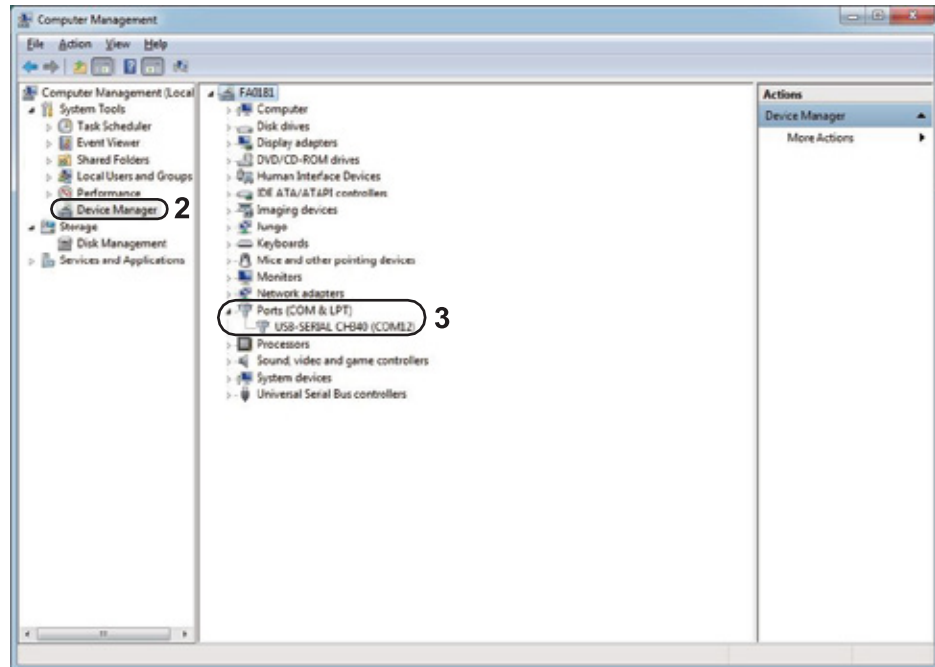 Computer Management
File Action View Help
Computer Management (Local
System Tools
Task Scheduler
Event Viewer
Shared Folders
Local Users and Groups
Performance
Device Manager 2
Storage
Disk Management
Services and Applications
FA0181
Computer
Disk drives
Display adapters
DVD/CD-ROM drives
Human Interface Devices
IDE ATA/ATAPI controllers
Imaging devices
Jungo
Keyboards
Mice and other pointing devices
Monitors
Network adapters
Ports (COM & LPT)
USB-SERIAL CH340 (COM12) 3
Processors
Sound, video and game controllers
System devices
Universal Serial Bus controllers
Actions
Device Manager
More Actions